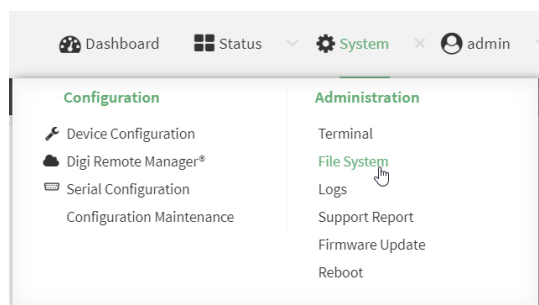 Dashboard Status System admin
Configuration
Device Configuration
Digi Remote Manager®
Serial Configuration
Configuration Maintenance
Administration
Terminal
File System
Logs
Support Report
Firmware Update
Reboot